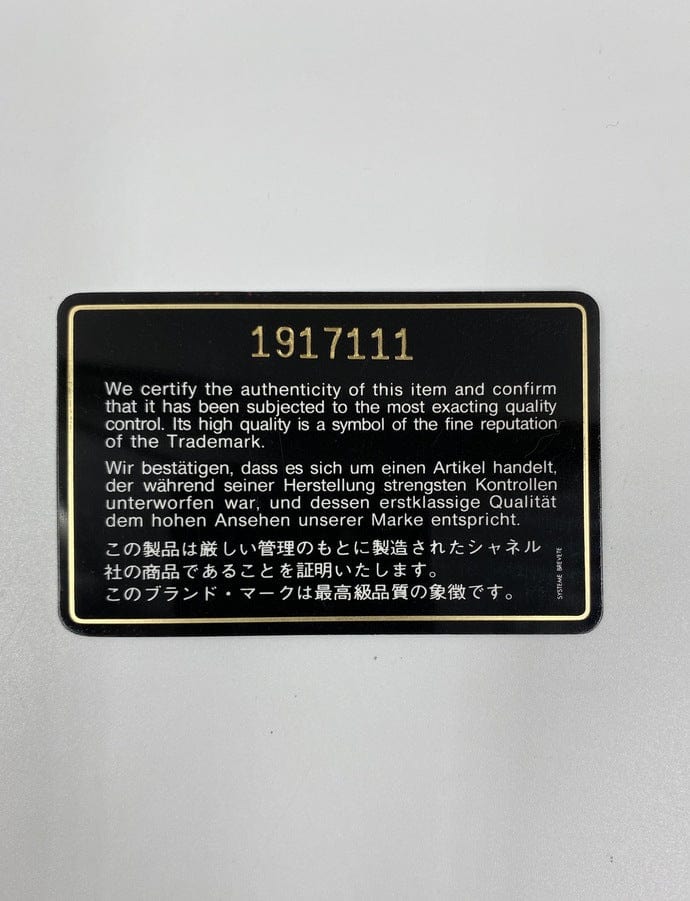 1917111
We certify the authenticity of this item and confirm
that it has been subjected to the most exacting quality
control. Its high quality is a symbol of the fine reputation
of the Trademark.
Wir bestätigen, dass es sich um einen Artikel handelt,
der während seiner Herstellung strengsten Kontrollen
unterworfen war, und dessen erstklassige Qualität
dem hohen Ansehen unserer Marke entspricht.
この製品は厳しい管理のもとに製造されたシャネル
社の商品であることを証明いたします。
このブランド・マークは最高級品質の象徴です。
SYSTEME BREVETE